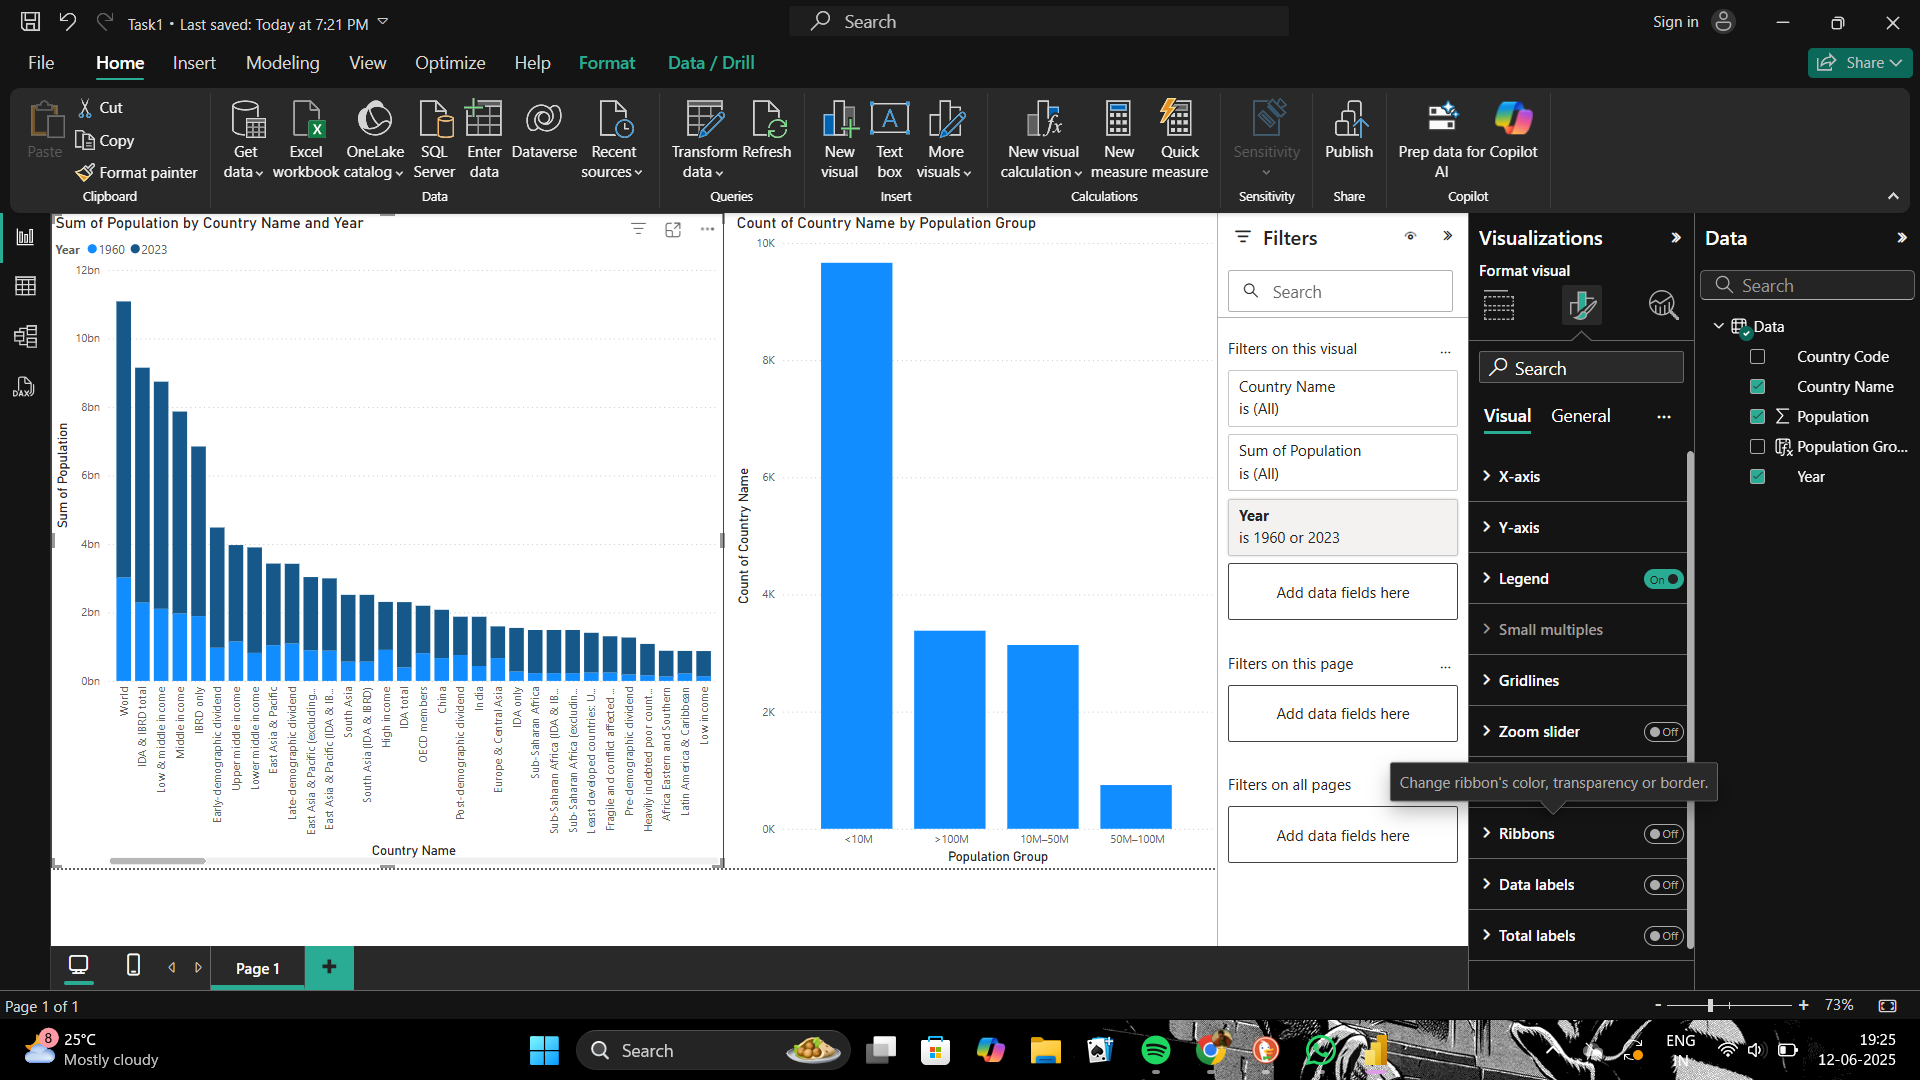 Task1 • Last saved: Today at 7:21 PM
Search
Sign in
File Home Insert Modeling View Optimize Help Format Data / Drill
Share
Paste
Cut
Copy
Format painter
Clipboard
Get data
Excel workbook
OneLake catalog
SQL Server
Enter data
Dataverse
Recent sources
Data
Transform data
Refresh
Queries
New visual
Text box
More visuals
Insert
New visual calculation
New measure
Quick measure
Calculations
Sensitivity
Sensitivity
Publish
Share
Prep data for AI
Copilot
Copilot
Sum of Population by Country Name and Year
Year 1960 2023
12bn
10bn
8bn
6bn
4bn
2bn
0bn
Sum of Population
World
IDA & IBRD total
Low & middle income
Middle income
IBRD only
Early-demographic dividend
Upper middle income
Lower middle income
East Asia & Pacific
Late-demographic dividend
East Asia & Pacific (excluding...
East Asia & Pacific (IDA & IB...
South Asia
South Asia (IDA & IBRD)
High income
IDA total
OECD members
China
Post-demographic dividend
India
Europe & Central Asia
IDA only
Sub-Saharan Africa
Sub-Saharan Africa (IDA & IB...
Sub-Saharan Africa (excludin...
Least developed countries: U...
Fragile and conflict affected ...
Pre-demographic dividend
Heavily indebted poor count...
Africa Eastern and Southern
Latin America & Caribbean
Low income
Country Name
Count of Country Name by Population Group
10K
8K
6K
4K
2K
0K
Count of Country Name
<10M >100M 10M–50M 50M–100M
Population Group
Filters
Search
Filters on this visual ...
Country Name
is (All)
Sum of Population
is (All)
Year
is 1960 or 2023
Add data fields here
Filters on this page ...
Add data fields here
Filters on all pages
Add data fields here
Visualizations
Format visual
Search
Visual General ...
X-axis
Y-axis
Legend On
Small multiples
Gridlines
Zoom slider Off
Change ribbon's color, transparency or border.
Ribbons Off
Data labels Off
Total labels Off
Data
Search
Data
Country Code
Country Name
Population
Population Gro...
Year
Page 1
Page 1 of 1
- + 73%
8
25°C
Mostly cloudy
Search
ENG
IN
19:25
12-06-2025